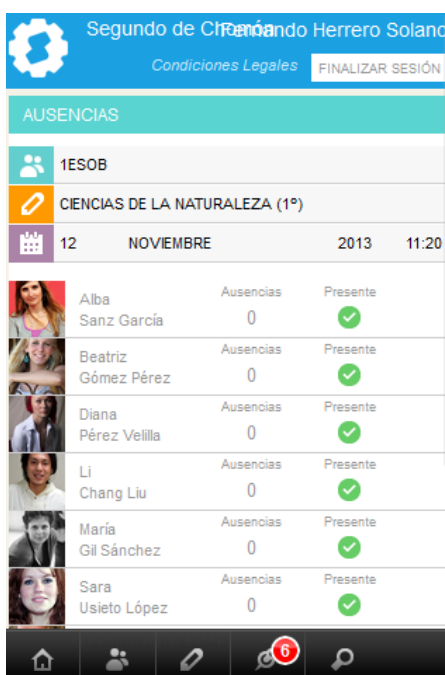 Segundo de Chomón
Fernando Herrero Solano
Condiciones Legales FINALIZAR SESIÓN
AUSENCIAS
1ESOB
CIENCIAS DE LA NATURALEZA (1º)
12 NOVIEMBRE 2013 11:20
Alba Ausencias Presente
Sanz García 0
Beatriz Ausencias Presente
Gómez Pérez 0
Diana Ausencias Presente
Pérez Velilla 0
Li Ausencias Presente
Chang Liu 0
María Ausencias Presente
Gil Sánchez 0
Sara Ausencias Presente
Usieto López 0
6